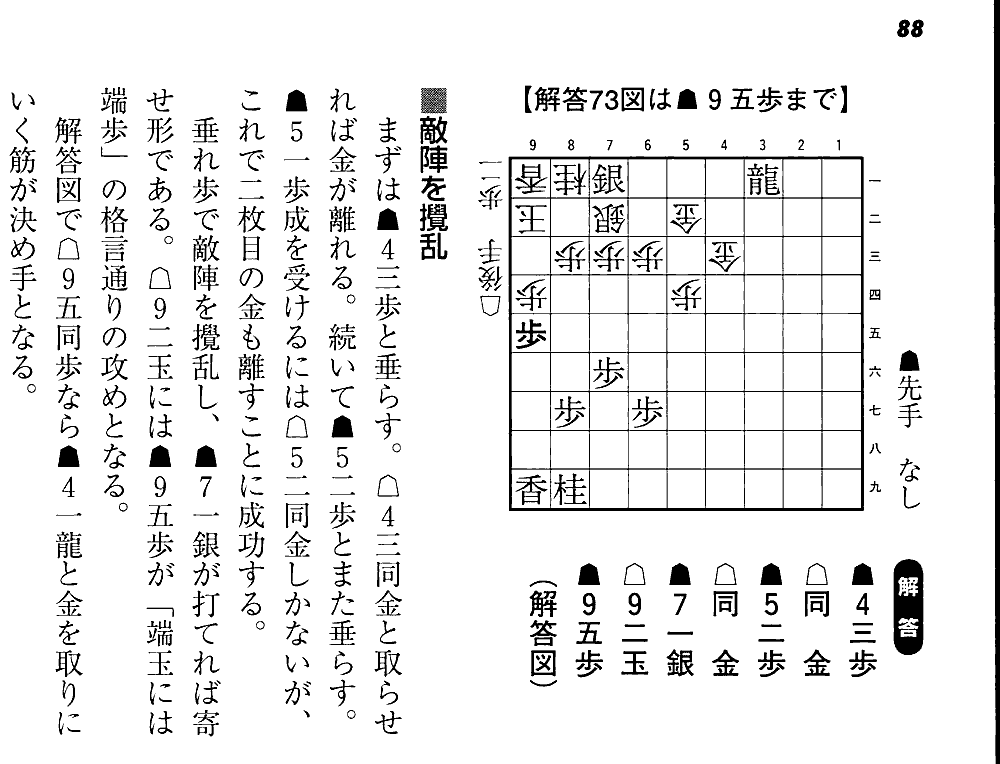 88
解答
▲4三歩
△同 金
▲5二歩
△同 金
▲7一銀
△9二玉
▲9五歩
(解答図)
【解答73図は▲9五歩まで】
9 8 7 6 5 4 3 2 1
香桂銀龍一
王銀金二
歩歩歩金三
歩歩四
歩五
歩六
歩歩七
八
香桂九
▲先手 なし
△後手 歩二
敵陣を攪乱
まずは▲4三歩と垂らす。△4三同金と取らせ
れば金が離れる。続いて▲5二歩とまた垂らす。
▲5一歩成を受けるには△5二同金しかないが、
これで二枚目の金も離すことに成功する。
垂れ歩で敵陣を攪乱し、▲7一銀が打てれば寄
せ形である。△9二玉には▲9五歩が「端玉には
端歩」の格言通りの攻めとなる。
解答図で△9五同歩なら▲4一龍と金を取りに
いく筋が決め手となる。